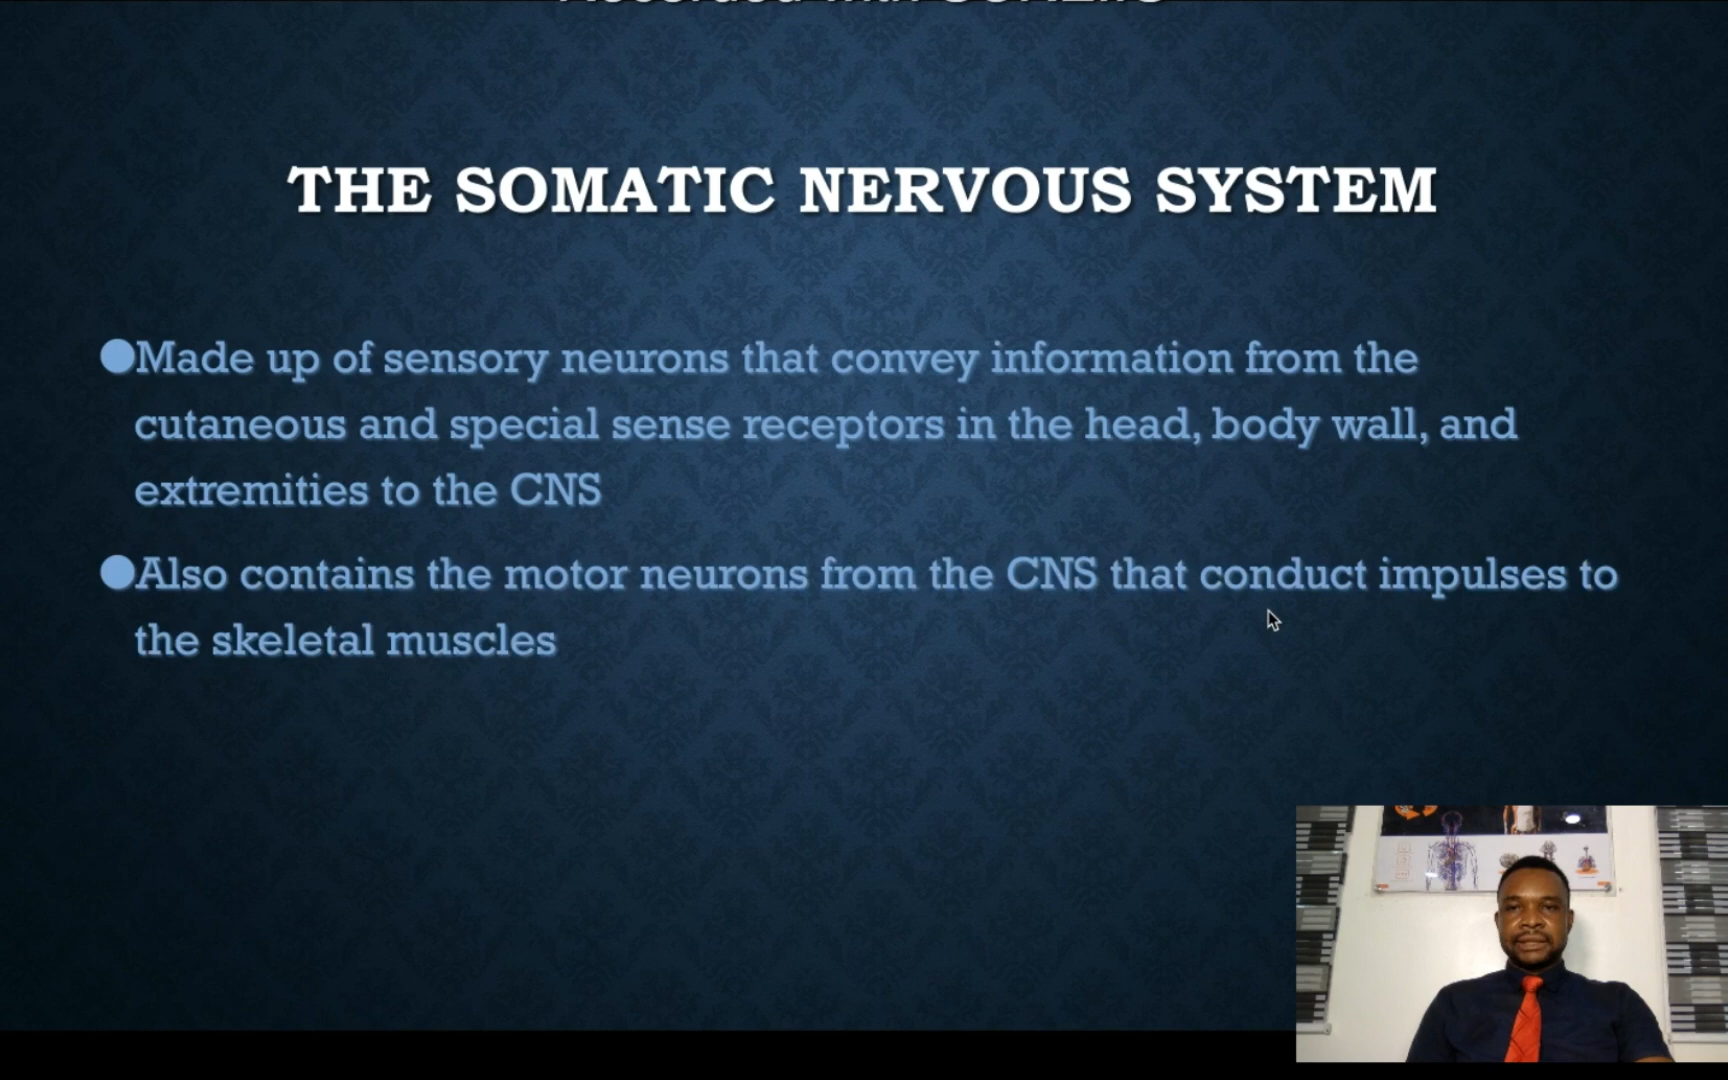 THE SOMATIC NERVOUS SYSTEM
●Made up of sensory neurons that convey information from the
cutaneous and special sense receptors in the head, body wall, and
extremities to the CNS
●Also contains the motor neurons from the CNS that conduct impulses to
the skeletal muscles